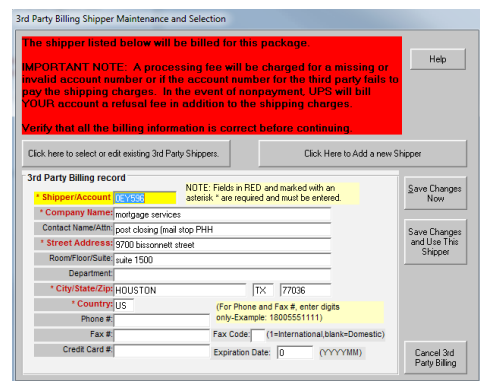 3rd Party Billing Shipper Maintenance and Selection
The shipper listed below will be billed for this package.
IMPORTANT NOTE: A processing fee will be charged for a missing or
invalid account number or if the account number for the third party fails to
pay the shipping charges. In the event of nonpayment, UPS will bill
YOUR account a refusal fee in addition to the shipping charges.
Verify that all the billing information is correct before continuing.
Help
Click here to select or edit existing 3rd Party Shippers.
Click Here to Add a new Shipper
3rd Party Billing record
NOTE: Fields in RED and marked with an
asterisk * are required and must be entered.
* Shipper/Account 0EY596
* Company Name: mortgage services
Contact Name/Attn: post closing (mail stop PHH
* Street Address: 9700 bissonnett street
Room/Floor/Suite: suite 1500
Department:
* City/State/Zip: HOUSTON TX 77036
* Country: US
(For Phone and Fax #, enter digits
only-Example: 18005551111)
Phone #:
Fax #: Fax Code: (1=International,blank=Domestic)
Credit Card #: Expiration Date: 0 (YYYYMM)
Save Changes
Now
Save Changes
and Use This
Shipper
Cancel 3rd
Party Billing